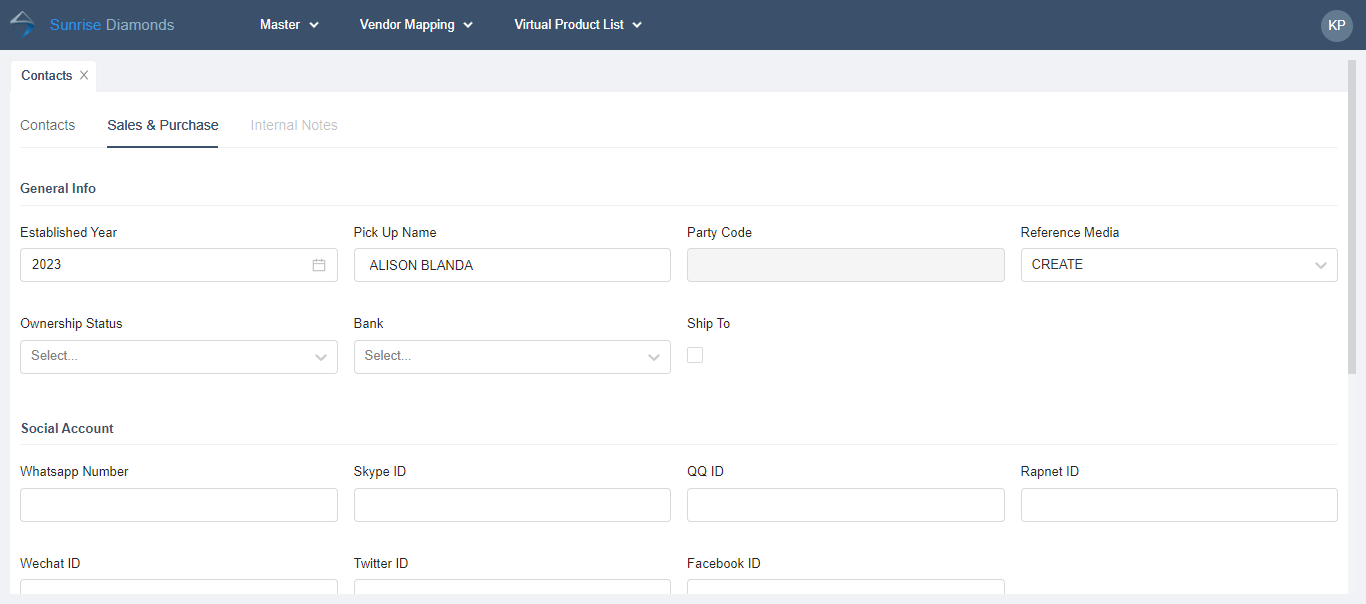 Sunrise Diamonds Master Vendor Mapping Virtual Product List KP
Contacts
Contacts Sales & Purchase Internal Notes
General Info
Established Year Pick Up Name Party Code Reference Media
2023 ALISON BLANDA CREATE
Ownership Status Bank Ship To
Select... Select...
Social Account
Whatsapp Number Skype ID QQ ID Rapnet ID
Wechat ID Twitter ID Facebook ID